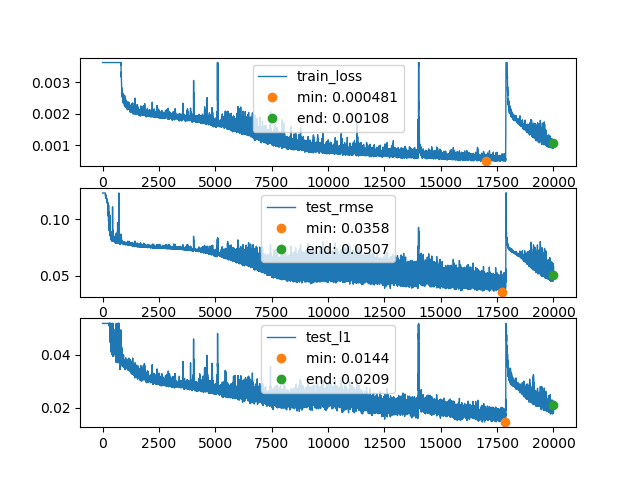 0.003
0.002
0.001
train_loss
min: 0.000481
end: 0.00108
0 2500 5000 7500 10000 12500 15000 17500 20000
0.10
0.05
test_rmse
min: 0.0358
end: 0.0507
0 2500 5000 7500 10000 12500 15000 17500 20000
0.04
0.02
test_l1
min: 0.0144
end: 0.0209
0 2500 5000 7500 10000 12500 15000 17500 20000